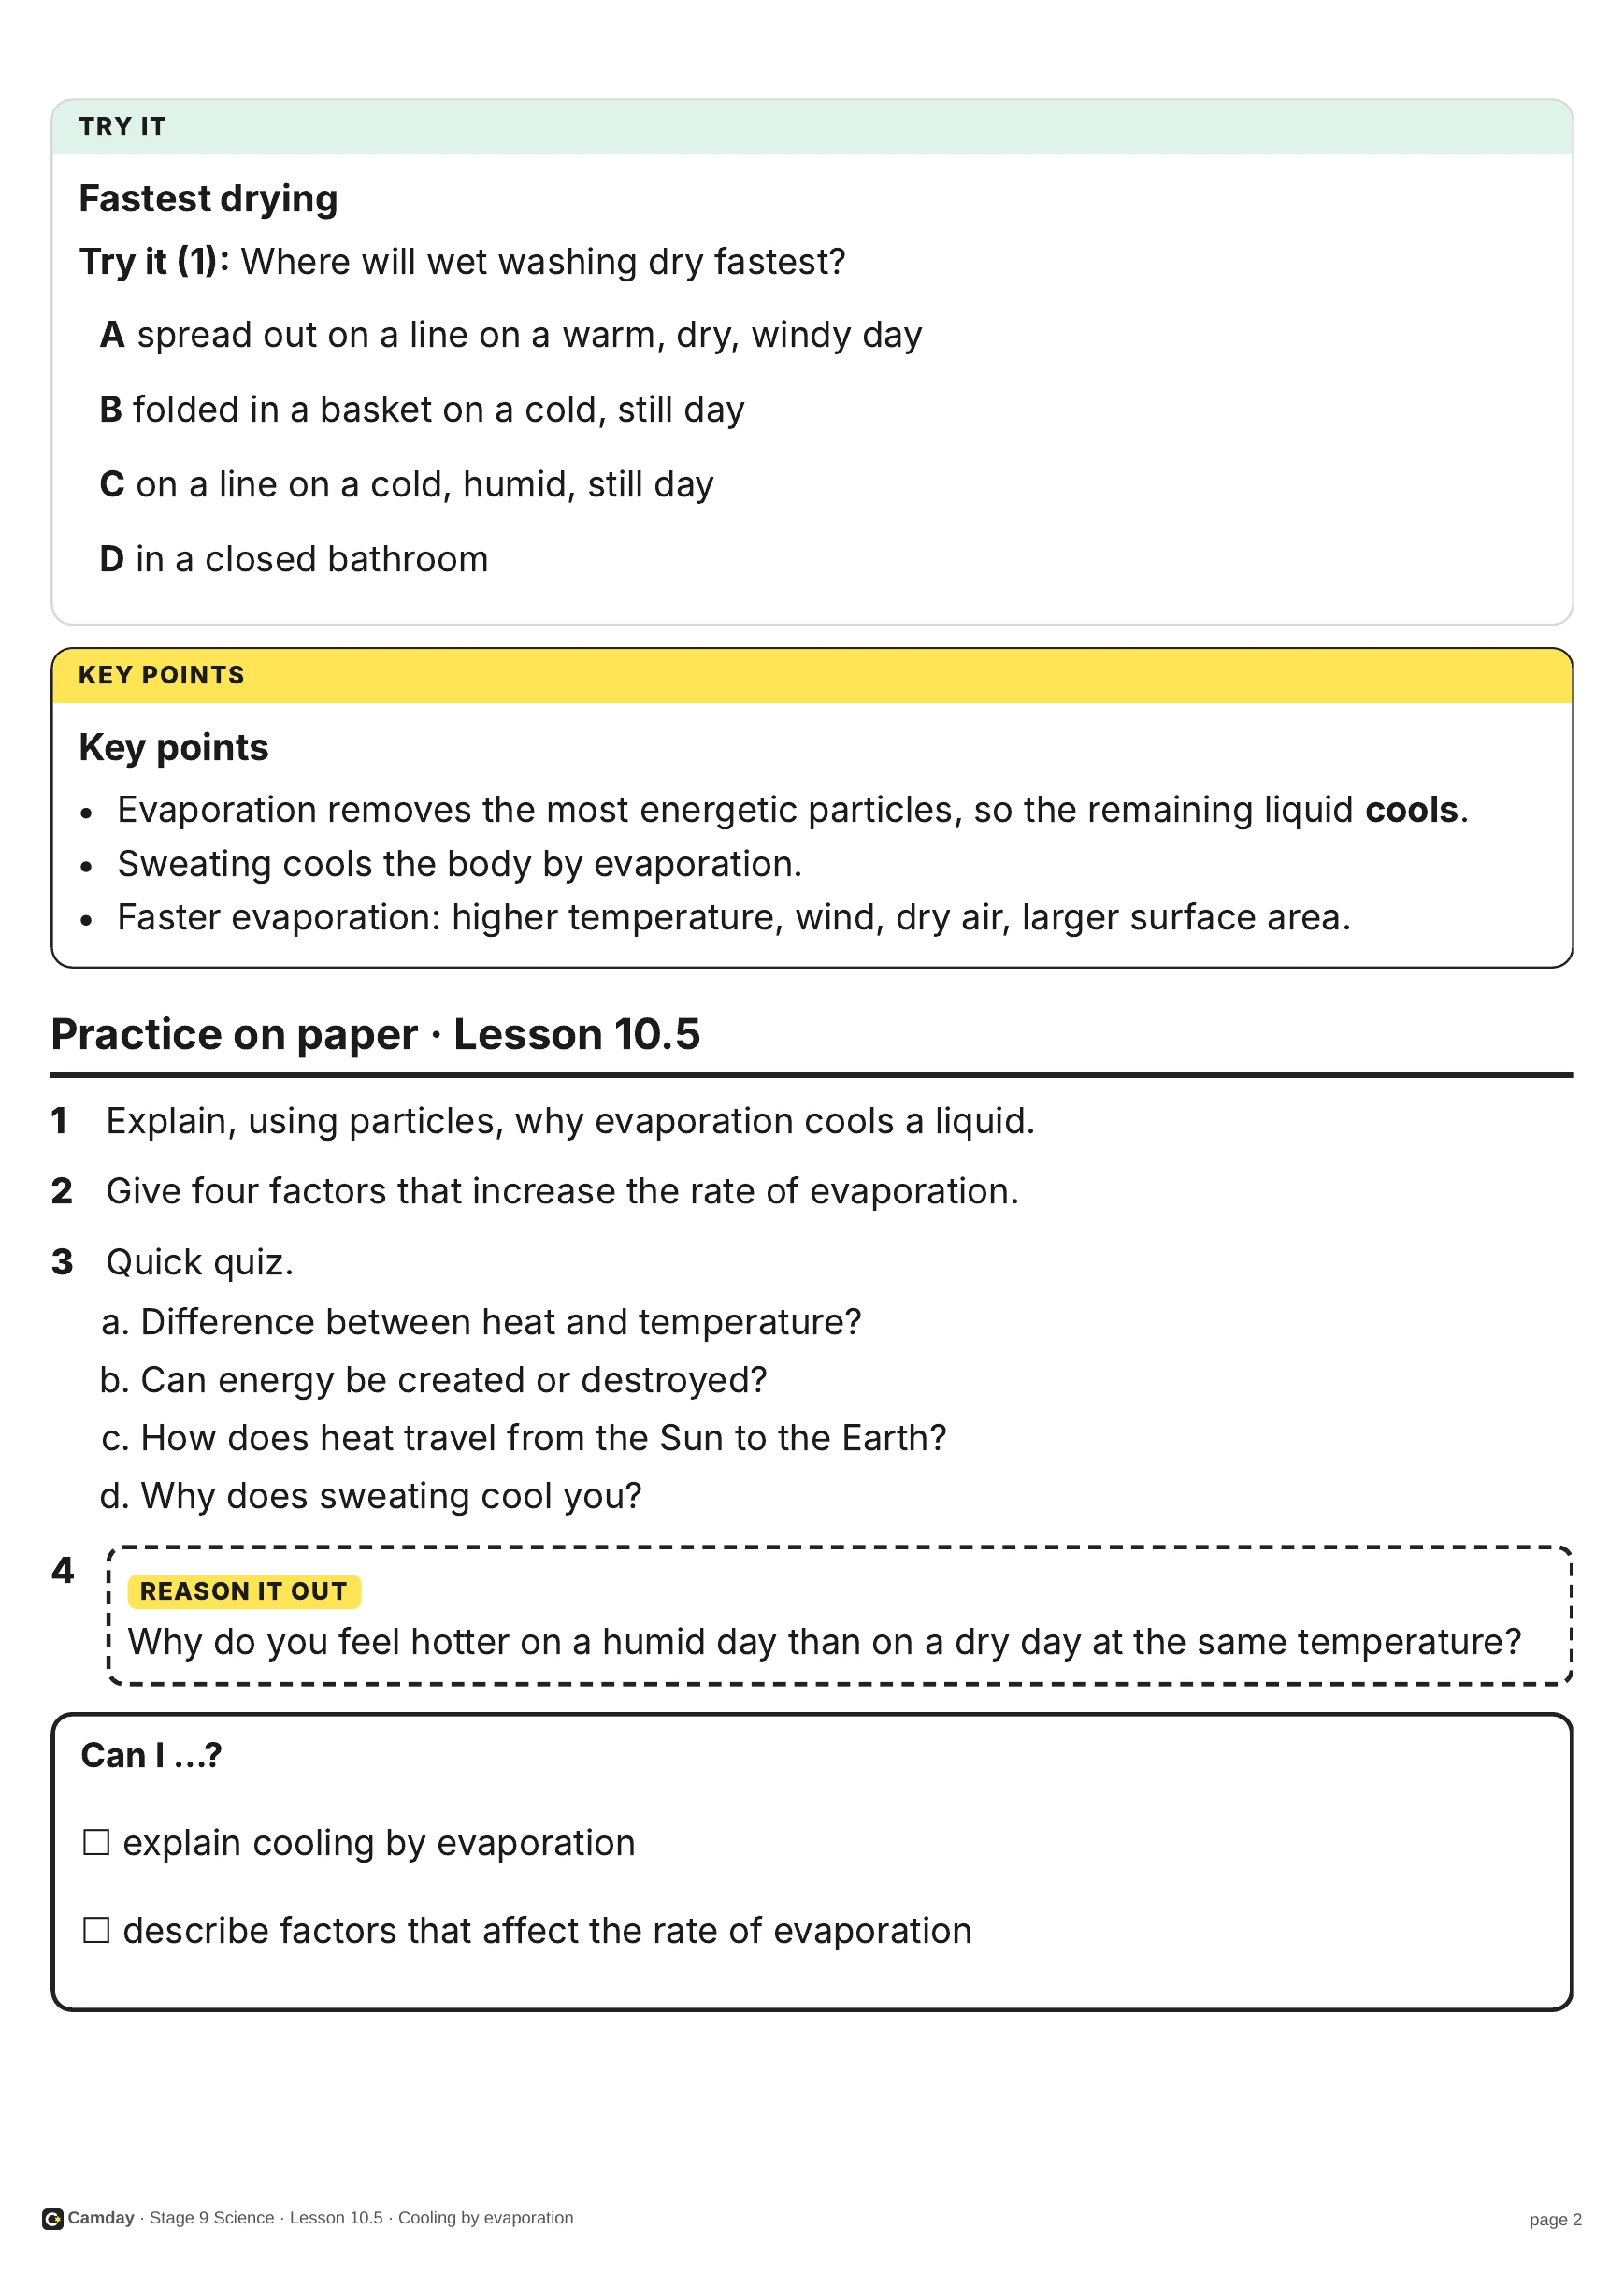 TRY IT
Fastest drying
Try it (1): Where will wet washing dry fastest?
A spread out on a line on a warm, dry, windy day
B folded in a basket on a cold, still day
C on a line on a cold, humid, still day
D in a closed bathroom
KEY POINTS
Key points
• Evaporation removes the most energetic particles, so the remaining liquid cools.
• Sweating cools the body by evaporation.
• Faster evaporation: higher temperature, wind, dry air, larger surface area.
Practice on paper · Lesson 10.5
1 Explain, using particles, why evaporation cools a liquid.
2 Give four factors that increase the rate of evaporation.
3 Quick quiz.
a. Difference between heat and temperature?
b. Can energy be created or destroyed?
c. How does heat travel from the Sun to the Earth?
d. Why does sweating cool you?
4 REASON IT OUT
Why do you feel hotter on a humid day than on a dry day at the same temperature?
Can I ...?
☐ explain cooling by evaporation
☐ describe factors that affect the rate of evaporation
Camday · Stage 9 Science · Lesson 10.5 · Cooling by evaporation
page 2